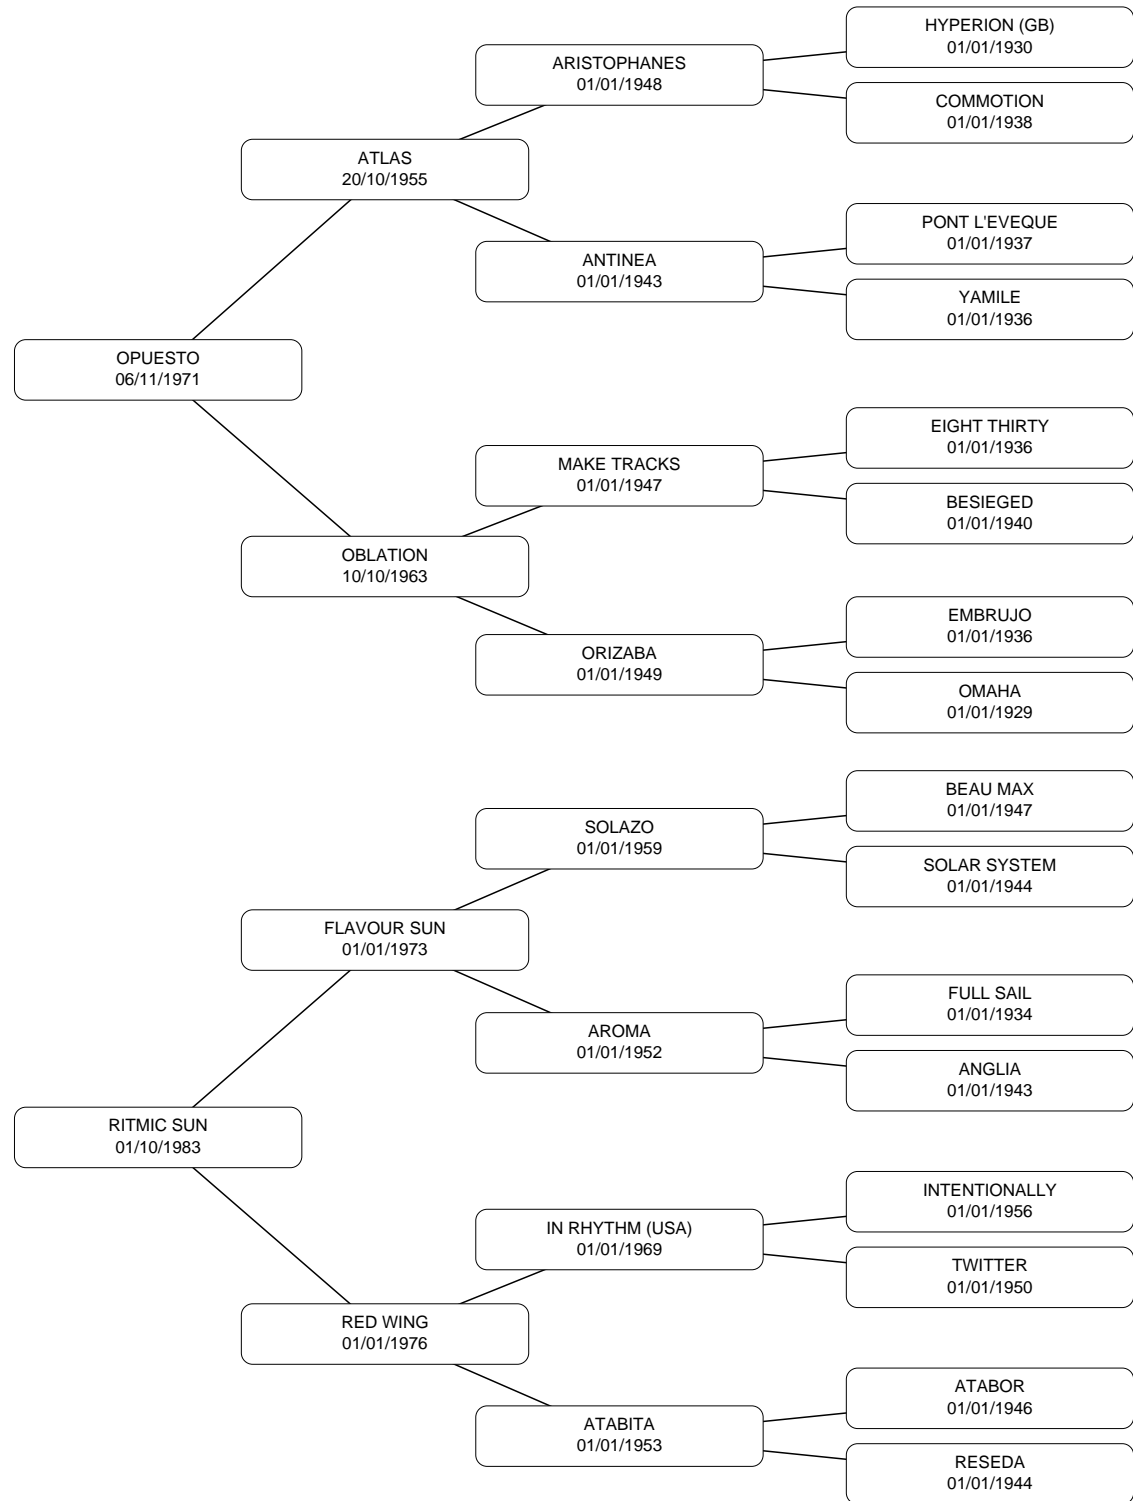 HYPERION (GB)
01/01/1930
ARISTOPHANES
01/01/1948
COMMOTION
01/01/1938
ATLAS
20/10/1955
PONT L'EVEQUE
01/01/1937
ANTINEA
01/01/1943
YAMILE
01/01/1936
OPUESTO
06/11/1971
EIGHT THIRTY
01/01/1936
MAKE TRACKS
01/01/1947
BESIEGED
01/01/1940
OBLATION
10/10/1963
EMBRUJO
01/01/1936
ORIZABA
01/01/1949
OMAHA
01/01/1929
BEAU MAX
01/01/1947
SOLAZO
01/01/1959
SOLAR SYSTEM
01/01/1944
FLAVOUR SUN
01/01/1973
FULL SAIL
01/01/1934
AROMA
01/01/1952
ANGLIA
01/01/1943
RITMIC SUN
01/10/1983
INTENTIONALLY
01/01/1956
IN RHYTHM (USA)
01/01/1969
TWITTER
01/01/1950
RED WING
01/01/1976
ATABOR
01/01/1946
ATABITA
01/01/1953
RESEDA
01/01/1944